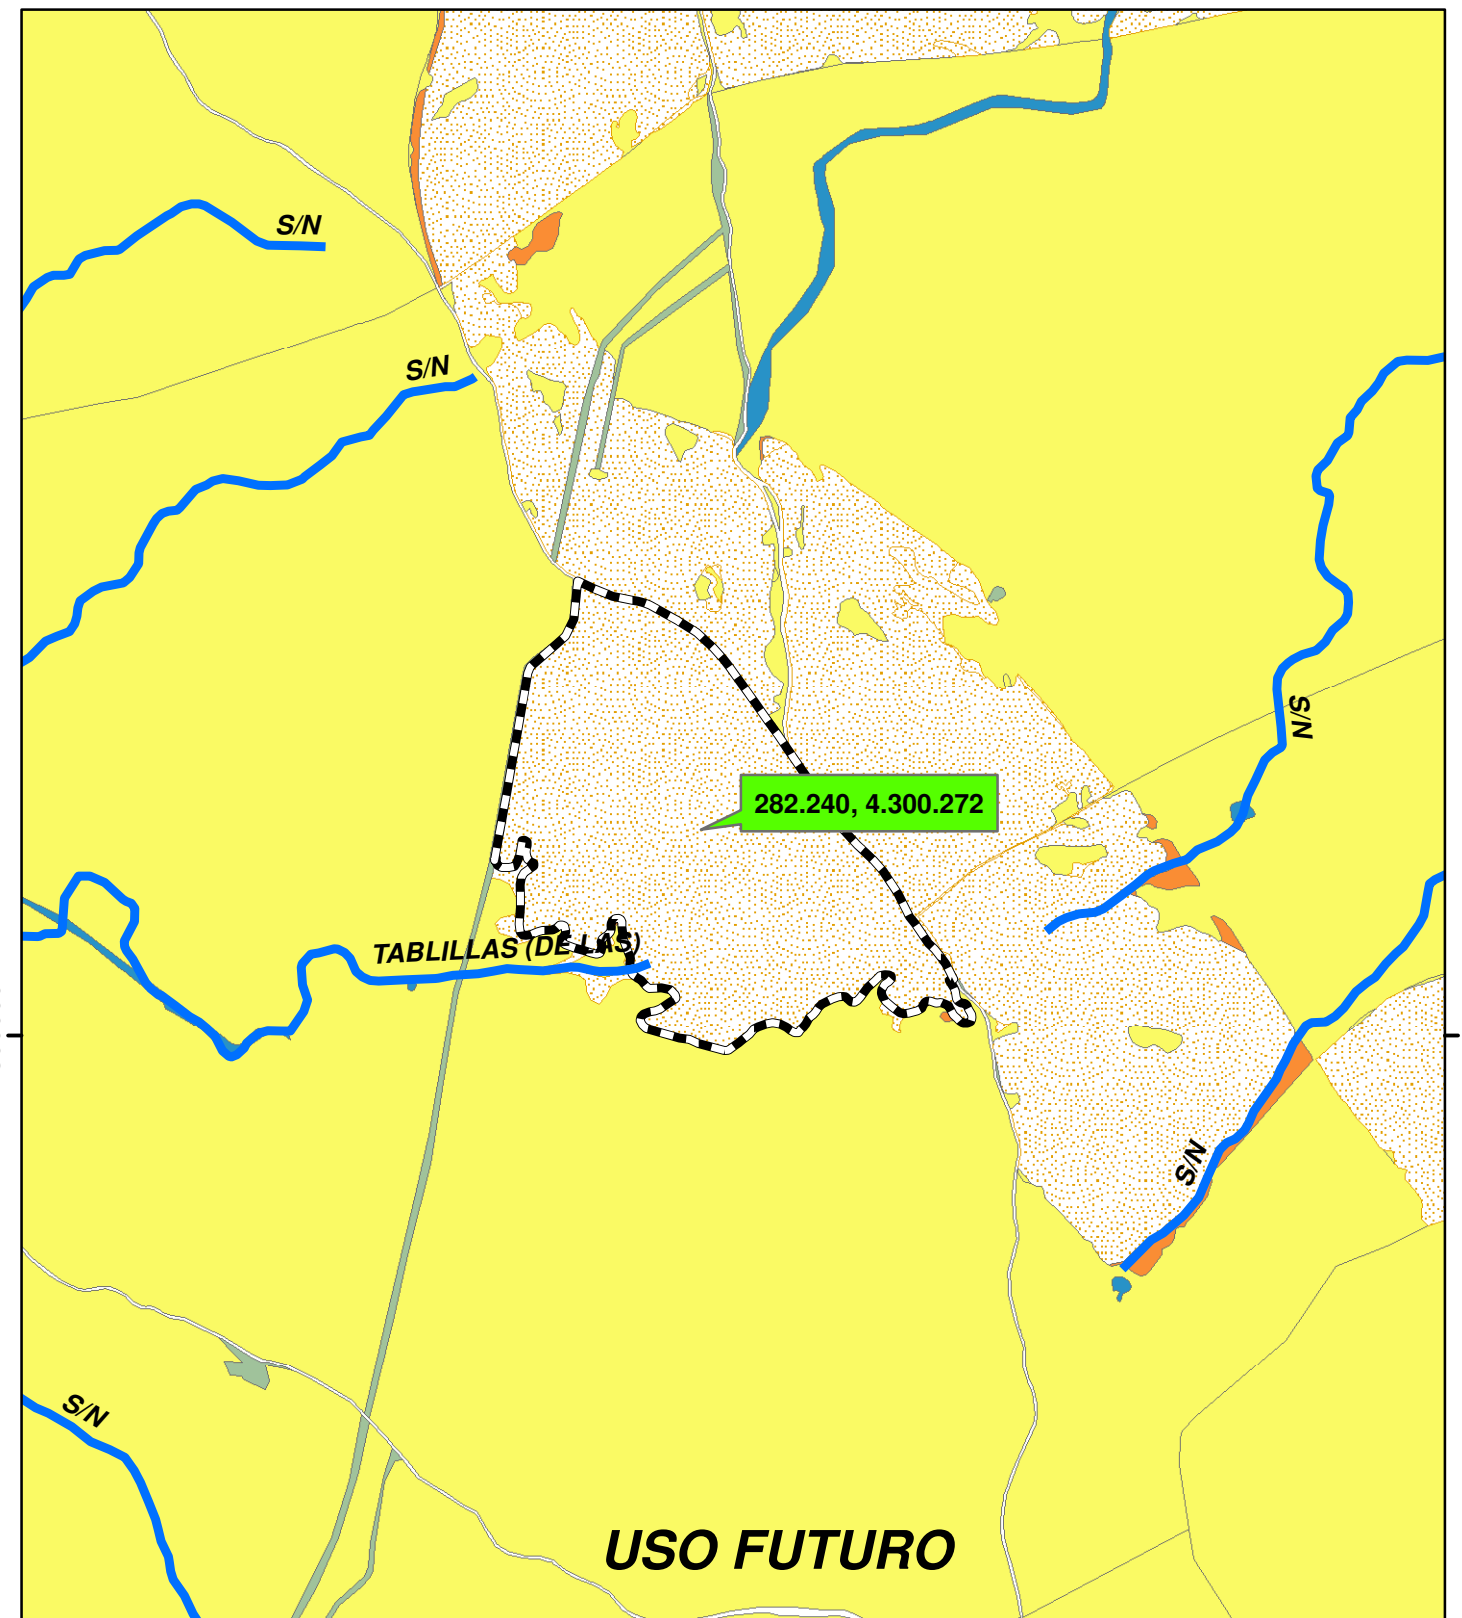 S/N
S/N
S/N
282.240, 4.300.272
TABLILLAS (DE LAS)
S/N
S/N
USO FUTURO